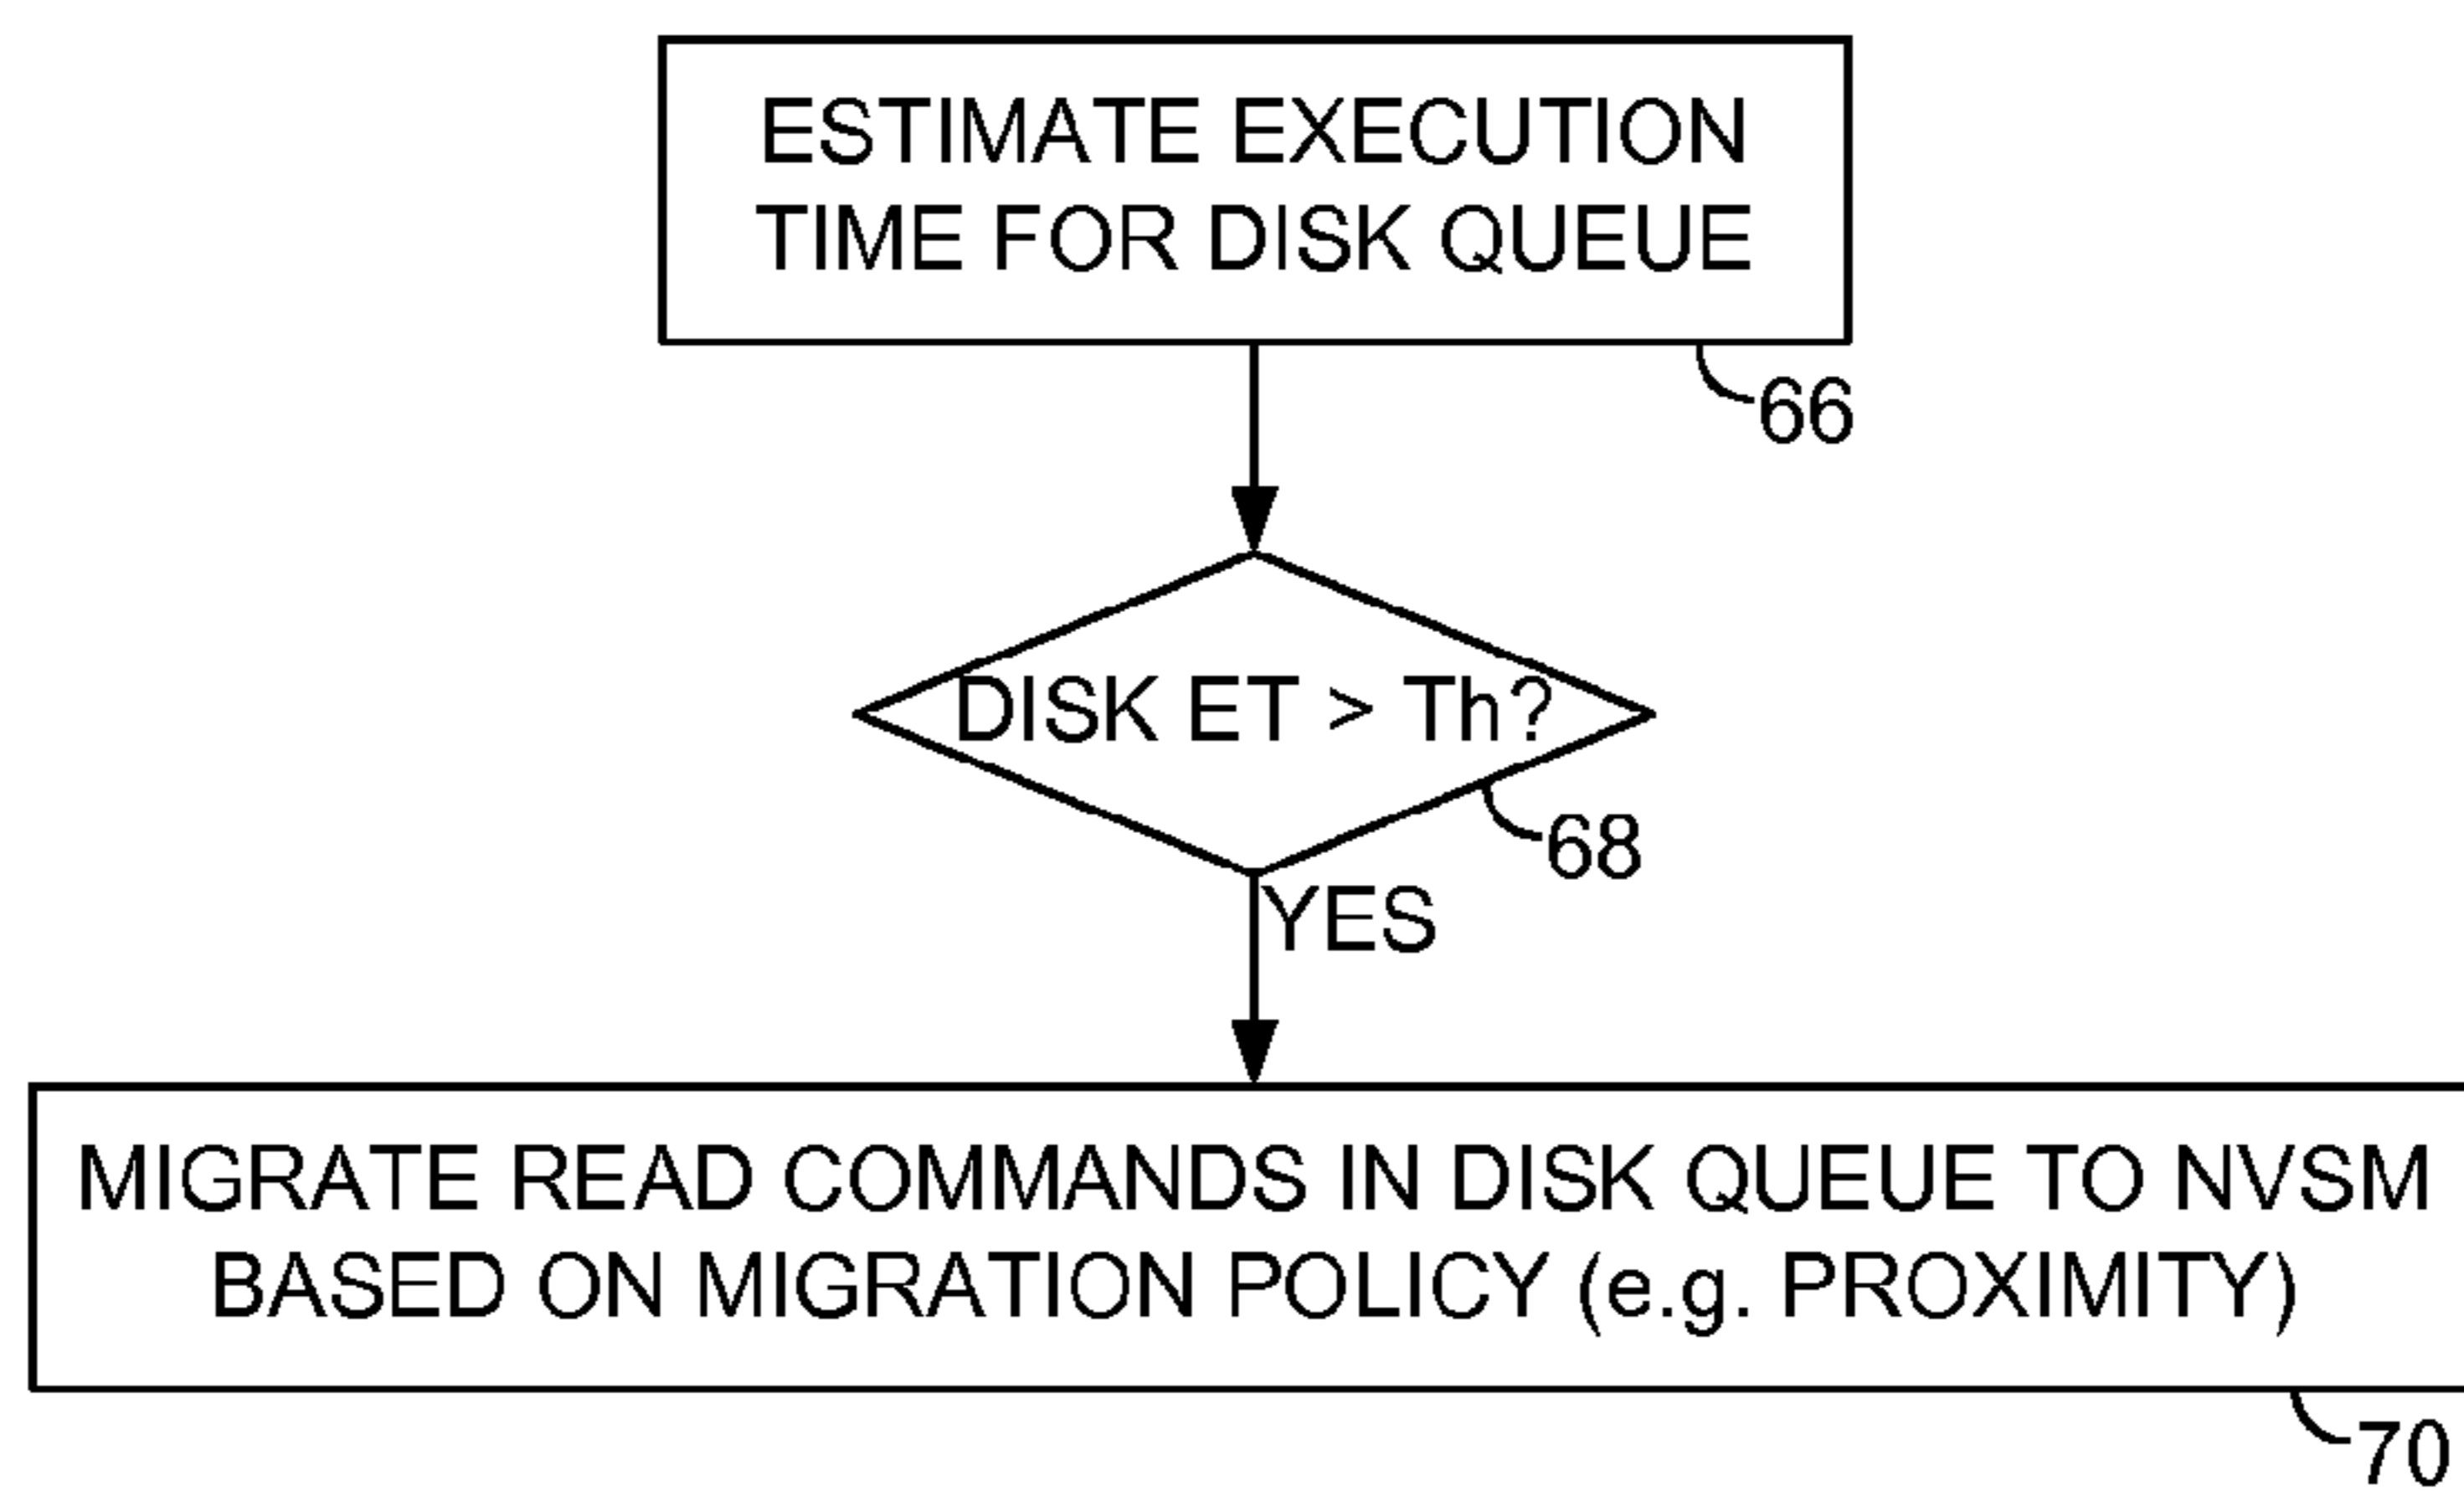 ESTIMATE EXECUTION
TIME FOR DISK QUEUE
66
DISK ET > Th?
68
YES
MIGRATE READ COMMANDS IN DISK QUEUE TO NVSM
BASED ON MIGRATION POLICY (e.g. PROXIMITY)
70